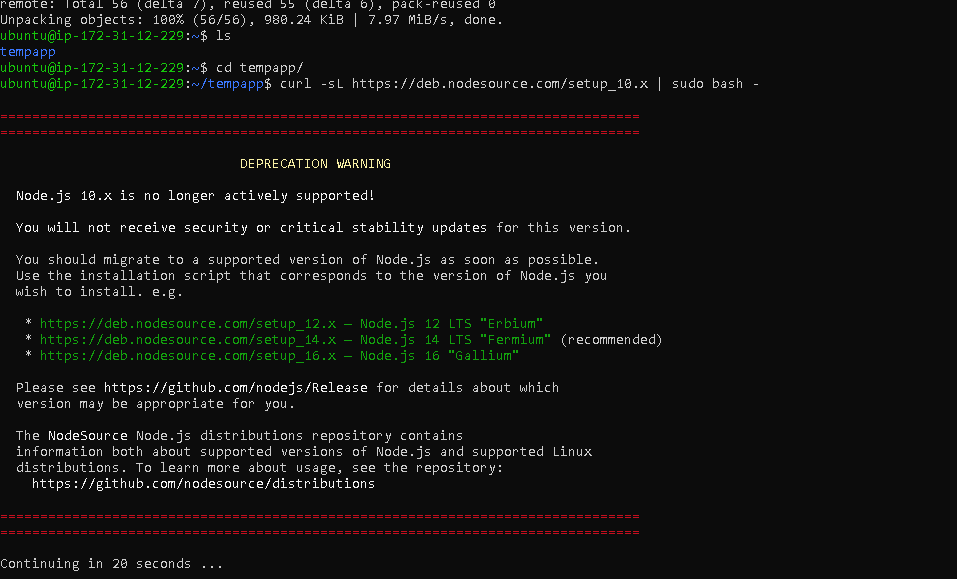 remote: Total 56 (delta 7), reused 55 (delta 6), pack-reused 0
Unpacking objects: 100% (56/56), 980.24 KiB | 7.97 MiB/s, done.
ubuntu@ip-172-31-12-229:~$ ls
tempapp
ubuntu@ip-172-31-12-229:~$ cd tempapp/
ubuntu@ip-172-31-12-229:~/tempapp$ curl -sL https://deb.nodesource.com/setup_10.x | sudo bash -
================================================================================
================================================================================
DEPRECATION WARNING
Node.js 10.x is no longer actively supported!
You will not receive security or critical stability updates for this version.
You should migrate to a supported version of Node.js as soon as possible.
Use the installation script that corresponds to the version of Node.js you
wish to install. e.g.
* https://deb.nodesource.com/setup_12.x — Node.js 12 LTS "Erbium"
* https://deb.nodesource.com/setup_14.x — Node.js 14 LTS "Fermium" (recommended)
* https://deb.nodesource.com/setup_16.x — Node.js 16 "Gallium"
Please see https://github.com/nodejs/Release for details about which
version may be appropriate for you.
The NodeSource Node.js distributions repository contains
information both about supported versions of Node.js and supported Linux
distributions. To learn more about usage, see the repository:
https://github.com/nodesource/distributions
================================================================================
================================================================================
Continuing in 20 seconds ...